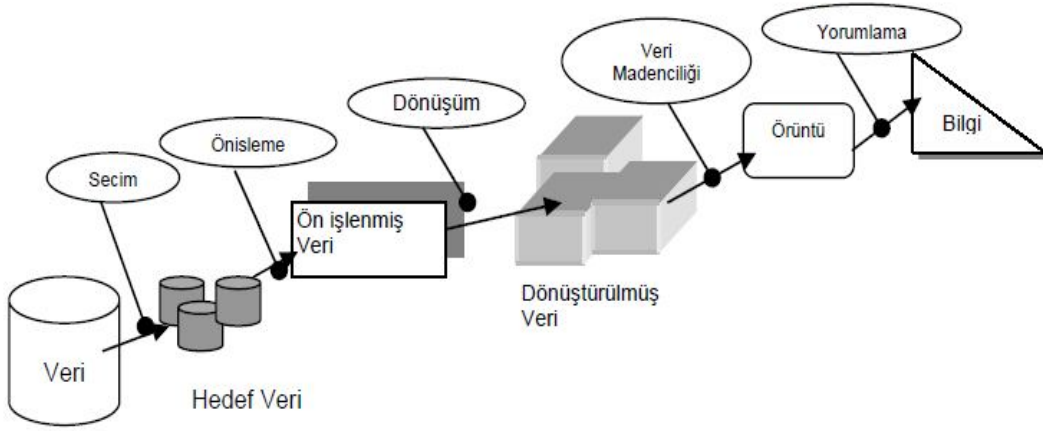 Yorumlama
Veri
Madenciliği
Dönüşüm
Önisleme
Secim
Örüntü
Bilgi
Ön işlenmiş
Veri
Dönüştürülmüş
Veri
Veri
Hedef Veri